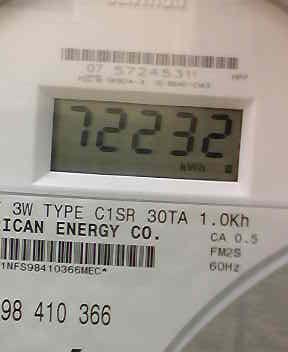 07 57245311
72232
kWh
3W TYPE C1SR 30TA 1.0Kh
ICAN ENERGY CO.
CA 0.5
FM2S
1NFS98410366MEC*
60Hz
98 410 366